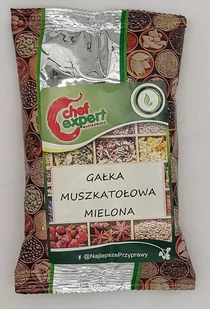 chef
expert
GAŁKA
MUSZKATOŁOWA
MIELONA
@NajlepszePrzyprawy